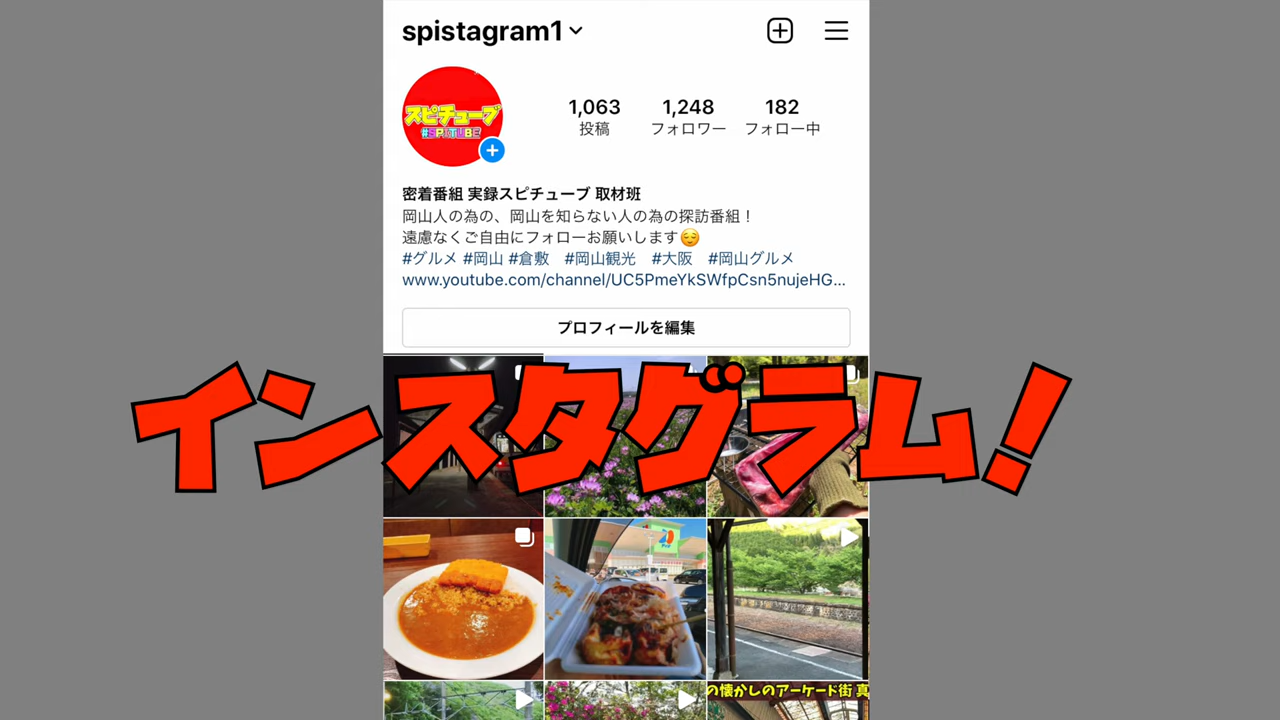 spistagram1
スピチューブ
#SPITUBE
1,063
投稿
1,248
フォロワー
182
フォロー中
密着番組 実録スピチューブ 取材班
岡山人の為の、岡山を知らない人の為の探訪番組！
遠慮なくご自由にフォローお願いします😌
#グルメ #岡山 #倉敷 #岡山観光 #大阪 #岡山グルメ
www.youtube.com/channel/UC5PmeYkSWfpCsn5nujeHG...
プロフィールを編集
インスタグラム！
の懐かしのアーケード街 真